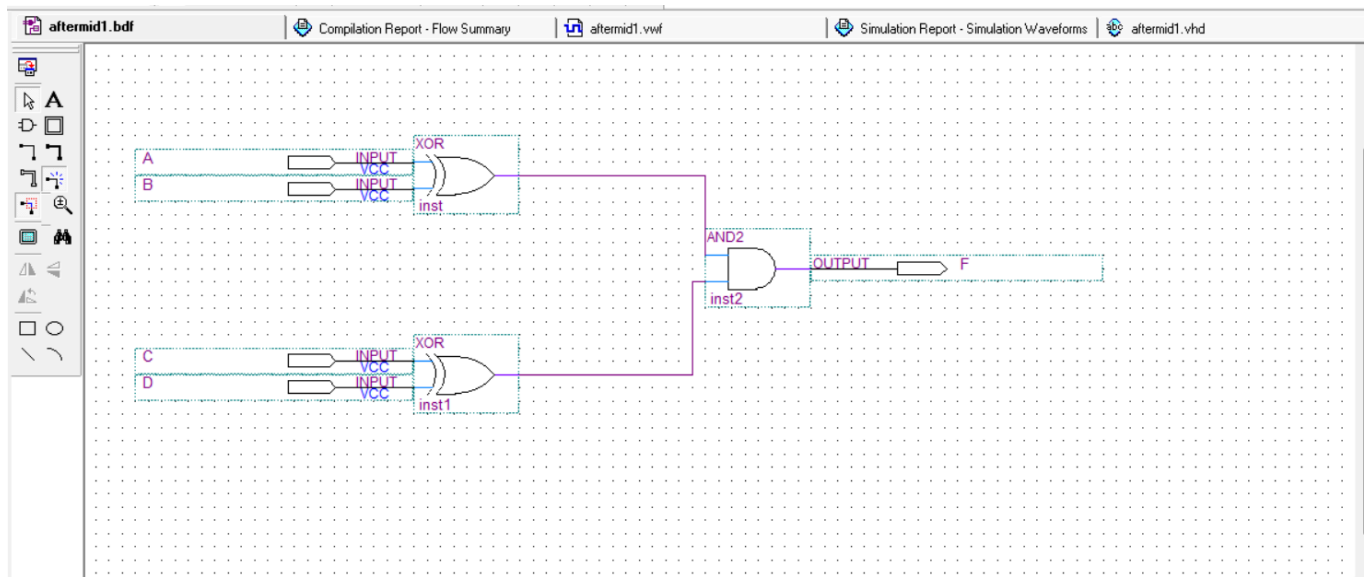 aftermid1.bdf
Compilation Report - Flow Summary
aftermid1.vwf
Simulation Report - Simulation Waveforms
abc
aftermid1.vhd
A
XOR
A
INPUT
VCC
B
INPUT
VCC
inst
AND2
OUTPUT
F
inst2
XOR
C
INPUT
VCC
D
INPUT
VCC
inst1